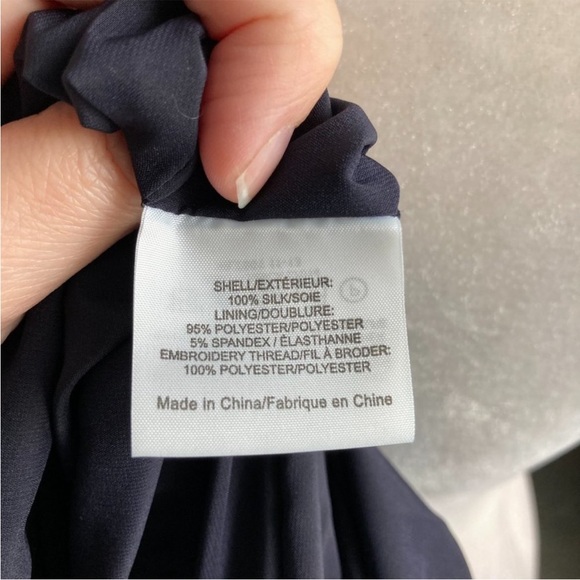 SHELL/EXTÉRIEUR:
100% SILK/SOIE
LINING/DOUBLURE:
95% POLYESTER/POLYESTER
5% SPANDEX / ÉLASTHANNE
EMBROIDERY THREAD/FIL À BRODER:
100% POLYESTER/POLYESTER
Made in China/Fabrique en Chine